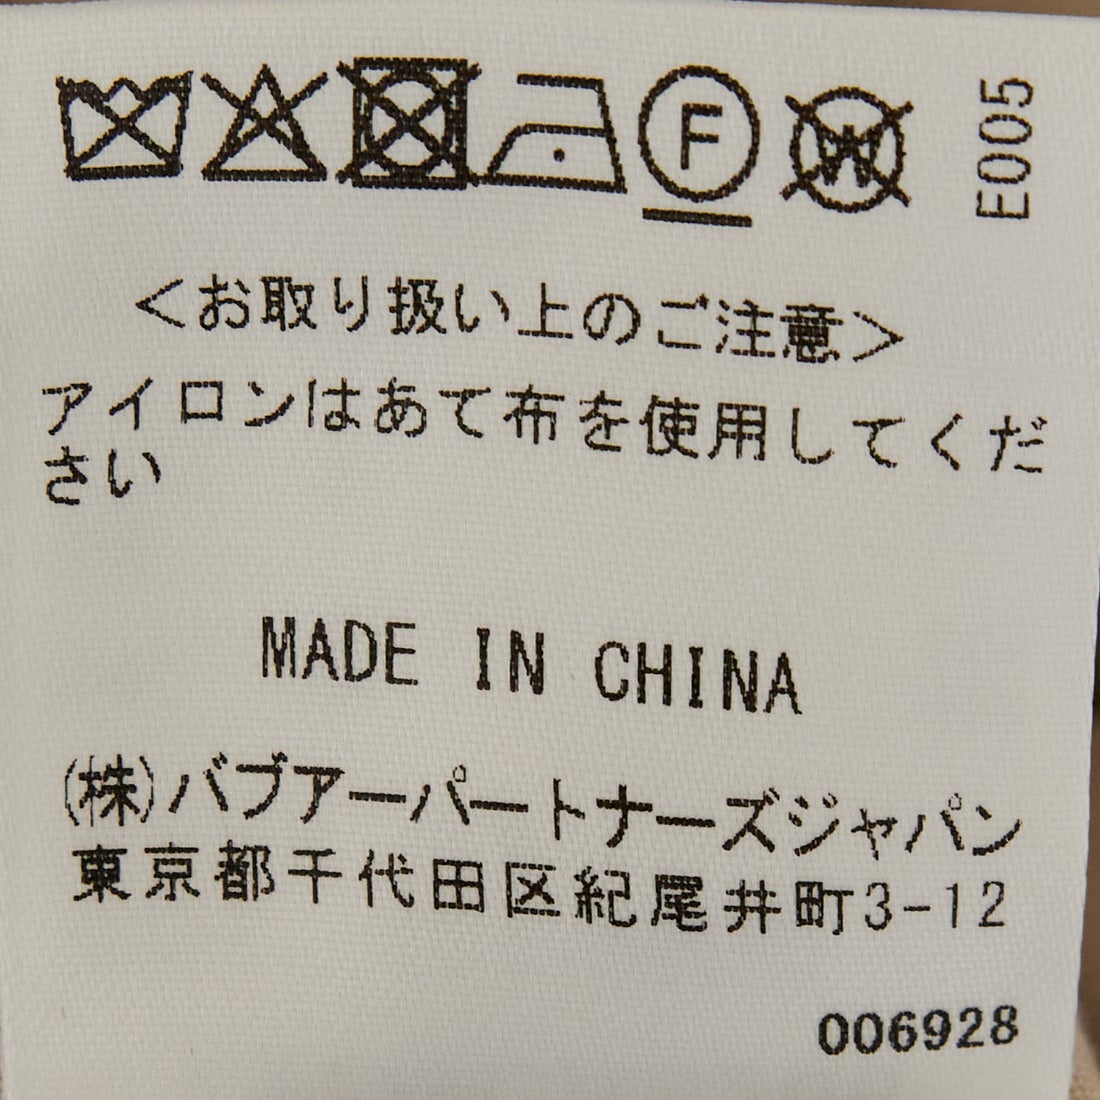 F W E005
<お取り扱い上のご注意>
アイロンはあて布を使用してくだ
さい
MADE IN CHINA
(株)バブアーパートナーズジャパン
東京都千代田区紀尾井町3-12
006928